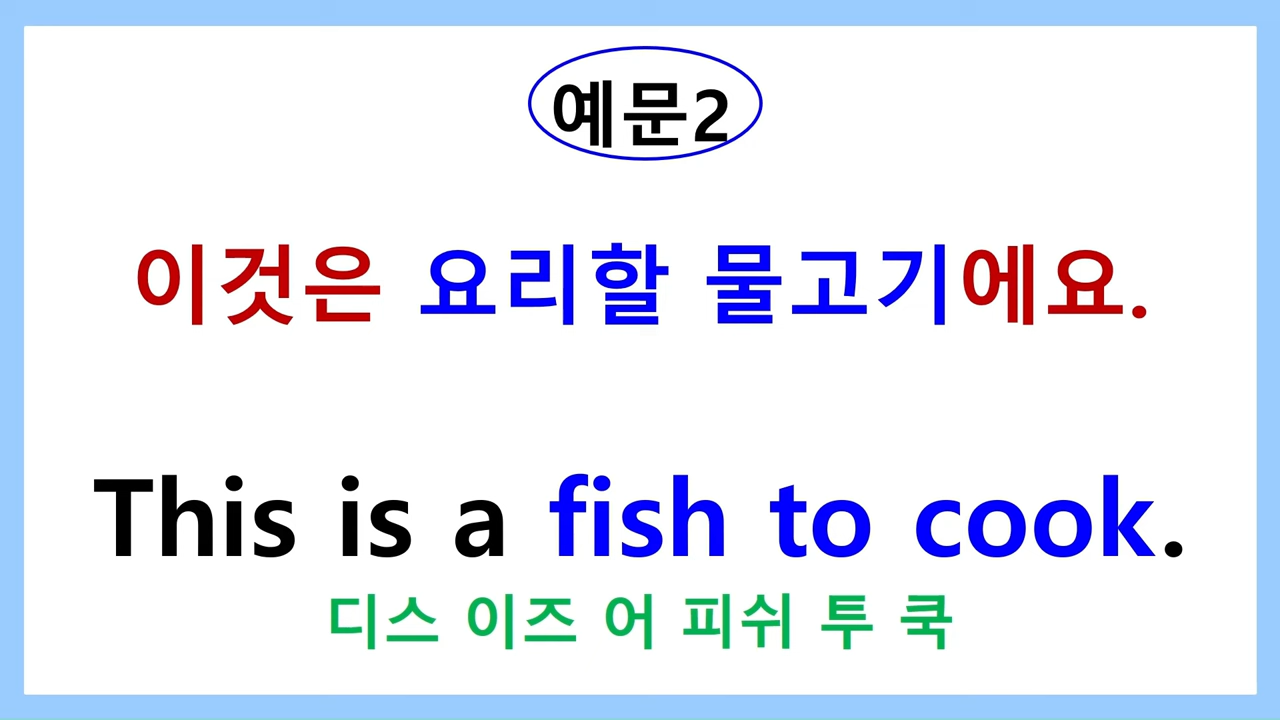 예문2
이것은 요리할 물고기에요.
This is a fish to cook.
디스 이즈 어 피쉬 투 쿡